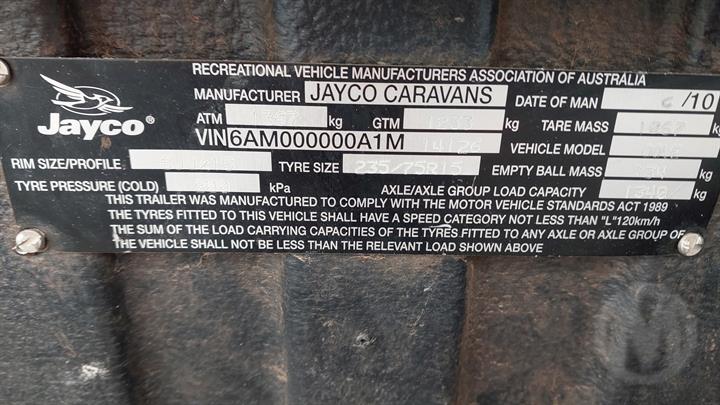 RECREATIONAL VEHICLE MANUFACTURERS ASSOCIATION OF AUSTRALIA
Jayco®
MANUFACTURER JAYCO CARAVANS DATE OF MAN 6/10
ATM kg GTM kg TARE MASS kg
VIN 6AM000000A1M VEHICLE MODEL
RIM SIZE/PROFILE TYRE SIZE 235/75R15 EMPTY BALL MASS kg
TYRE PRESSURE (COLD) kPa AXLE/AXLE GROUP LOAD CAPACITY 1340 kg
THIS TRAILER WAS MANUFACTURED TO COMPLY WITH THE MOTOR VEHICLE STANDARDS ACT 1989
THE TYRES FITTED TO THIS VEHICLE SHALL HAVE A SPEED CATEGORY NOT LESS THAN "L"120km/h
THE SUM OF THE LOAD CARRYING CAPACITIES OF THE TYRES FITTED TO ANY AXLE OR AXLE GROUP OF
THE VEHICLE SHALL NOT BE LESS THAN THE RELEVANT LOAD SHOWN ABOVE